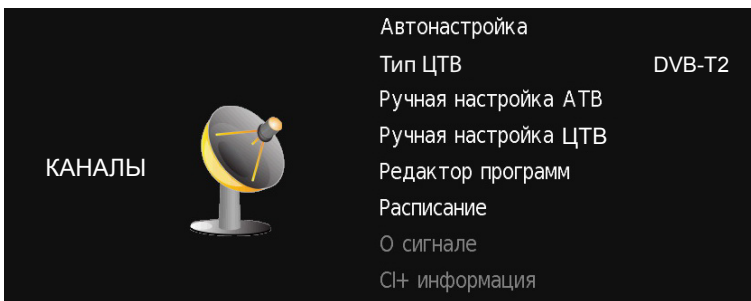 КАНАЛЫ
Автонастройка
Тип ЦТВ DVB-T2
Ручная настройка АТВ
Ручная настройка ЦТВ
Редактор программ
Расписание
О сигнале
CI+ информация